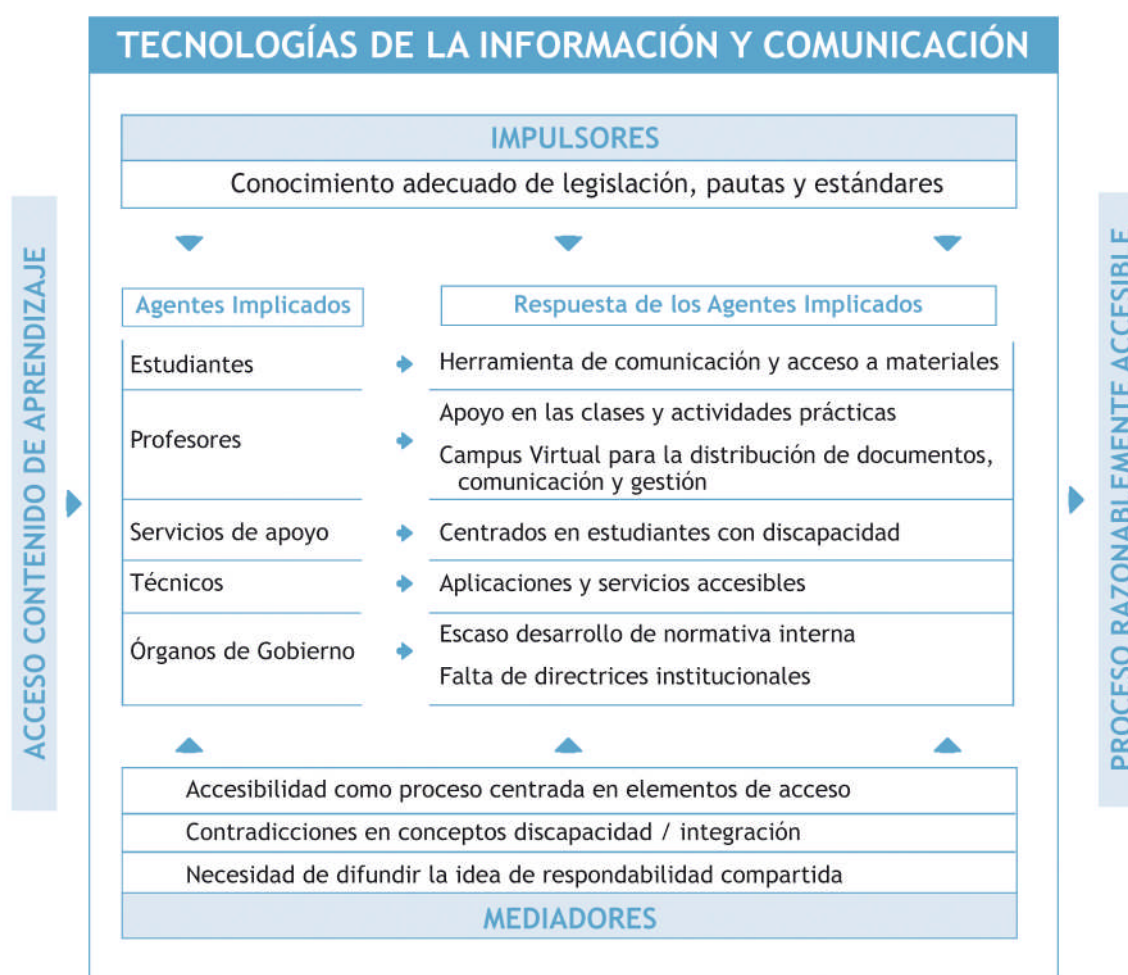 TECNOLOGÍAS DE LA INFORMACIÓN Y COMUNICACIÓN
IMPULSORES
Conocimiento adecuado de legislación, pautas y estándares
ACCESO CONTENIDO DE APRENDIZAJE
Agentes Implicados
Respuesta de los Agentes Implicados
Estudiantes
Herramienta de comunicación y acceso a materiales
Profesores
Apoyo en las clases y actividades prácticas
Campus Virtual para la distribución de documentos,
comunicación y gestión
Servicios de apoyo
Centrados en estudiantes con discapacidad
Técnicos
Aplicaciones y servicios accesibles
Órganos de Gobierno
Escaso desarrollo de normativa interna
Falta de directrices institucionales
Accesibilidad como proceso centrada en elementos de acceso
Contradicciones en conceptos discapacidad / integración
Necesidad de difundir la idea de respondabilidad compartida
MEDIADORES
PROCESO RAZONABLEMENTE ACCESIBLE